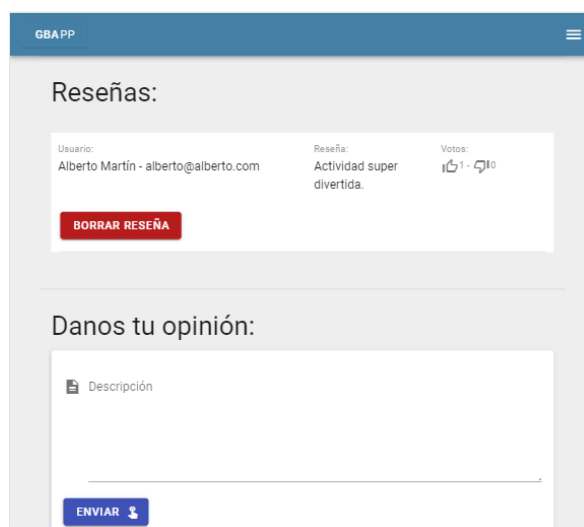 GBAPP
Reseñas:
Usuario: Reseña: Votos:
Alberto Martín - alberto@alberto.com Actividad super divertida. 1 - 0
BORRAR RESEÑA
Danos tu opinión:
Descripción
ENVIAR